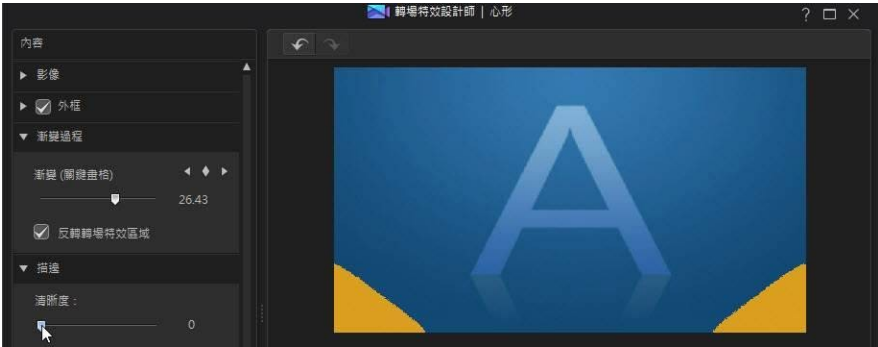 轉場特效設計師 | 心形
內容
影像
外框
漸變過程
漸變 (關鍵畫格)
26.43
反轉轉場特效區域
描邊
清晰度：
0
A